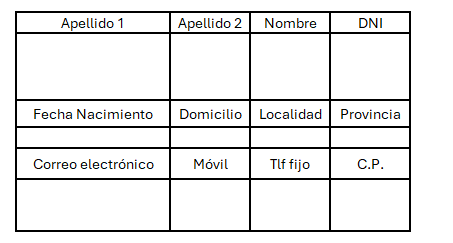 Apellido 1 Apellido 2 Nombre DNI
Fecha Nacimiento Domicilio Localidad Provincia
Correo electrónico Móvil Tlf fijo C.P.